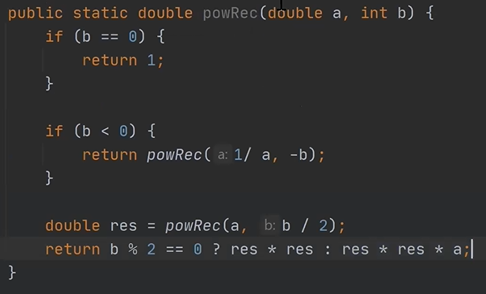 public static double powRec(double a, int b) {
    if (b == 0) {
        return 1;
    }

    if (b < 0) {
        return powRec( a: 1/ a, -b);
    }

    double res = powRec(a, b: b / 2);
    return b % 2 == 0 ? res * res : res * res * a;
}